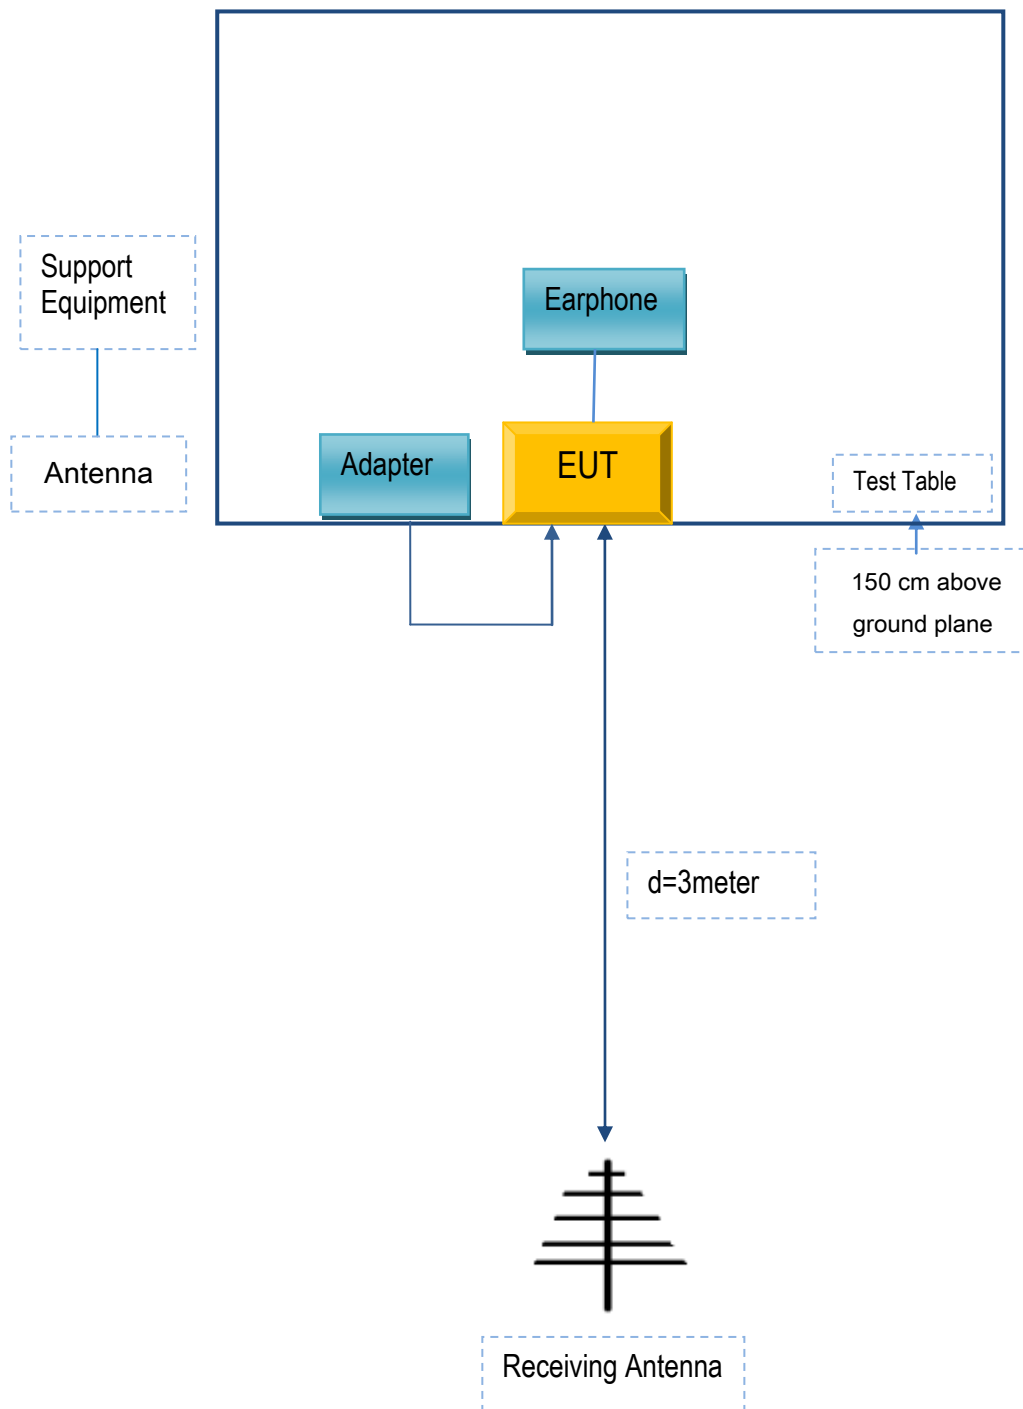 Support
Equipment
Antenna
Earphone
Adapter
EUT
Test Table
150 cm above
ground plane
d=3meter
Receiving Antenna